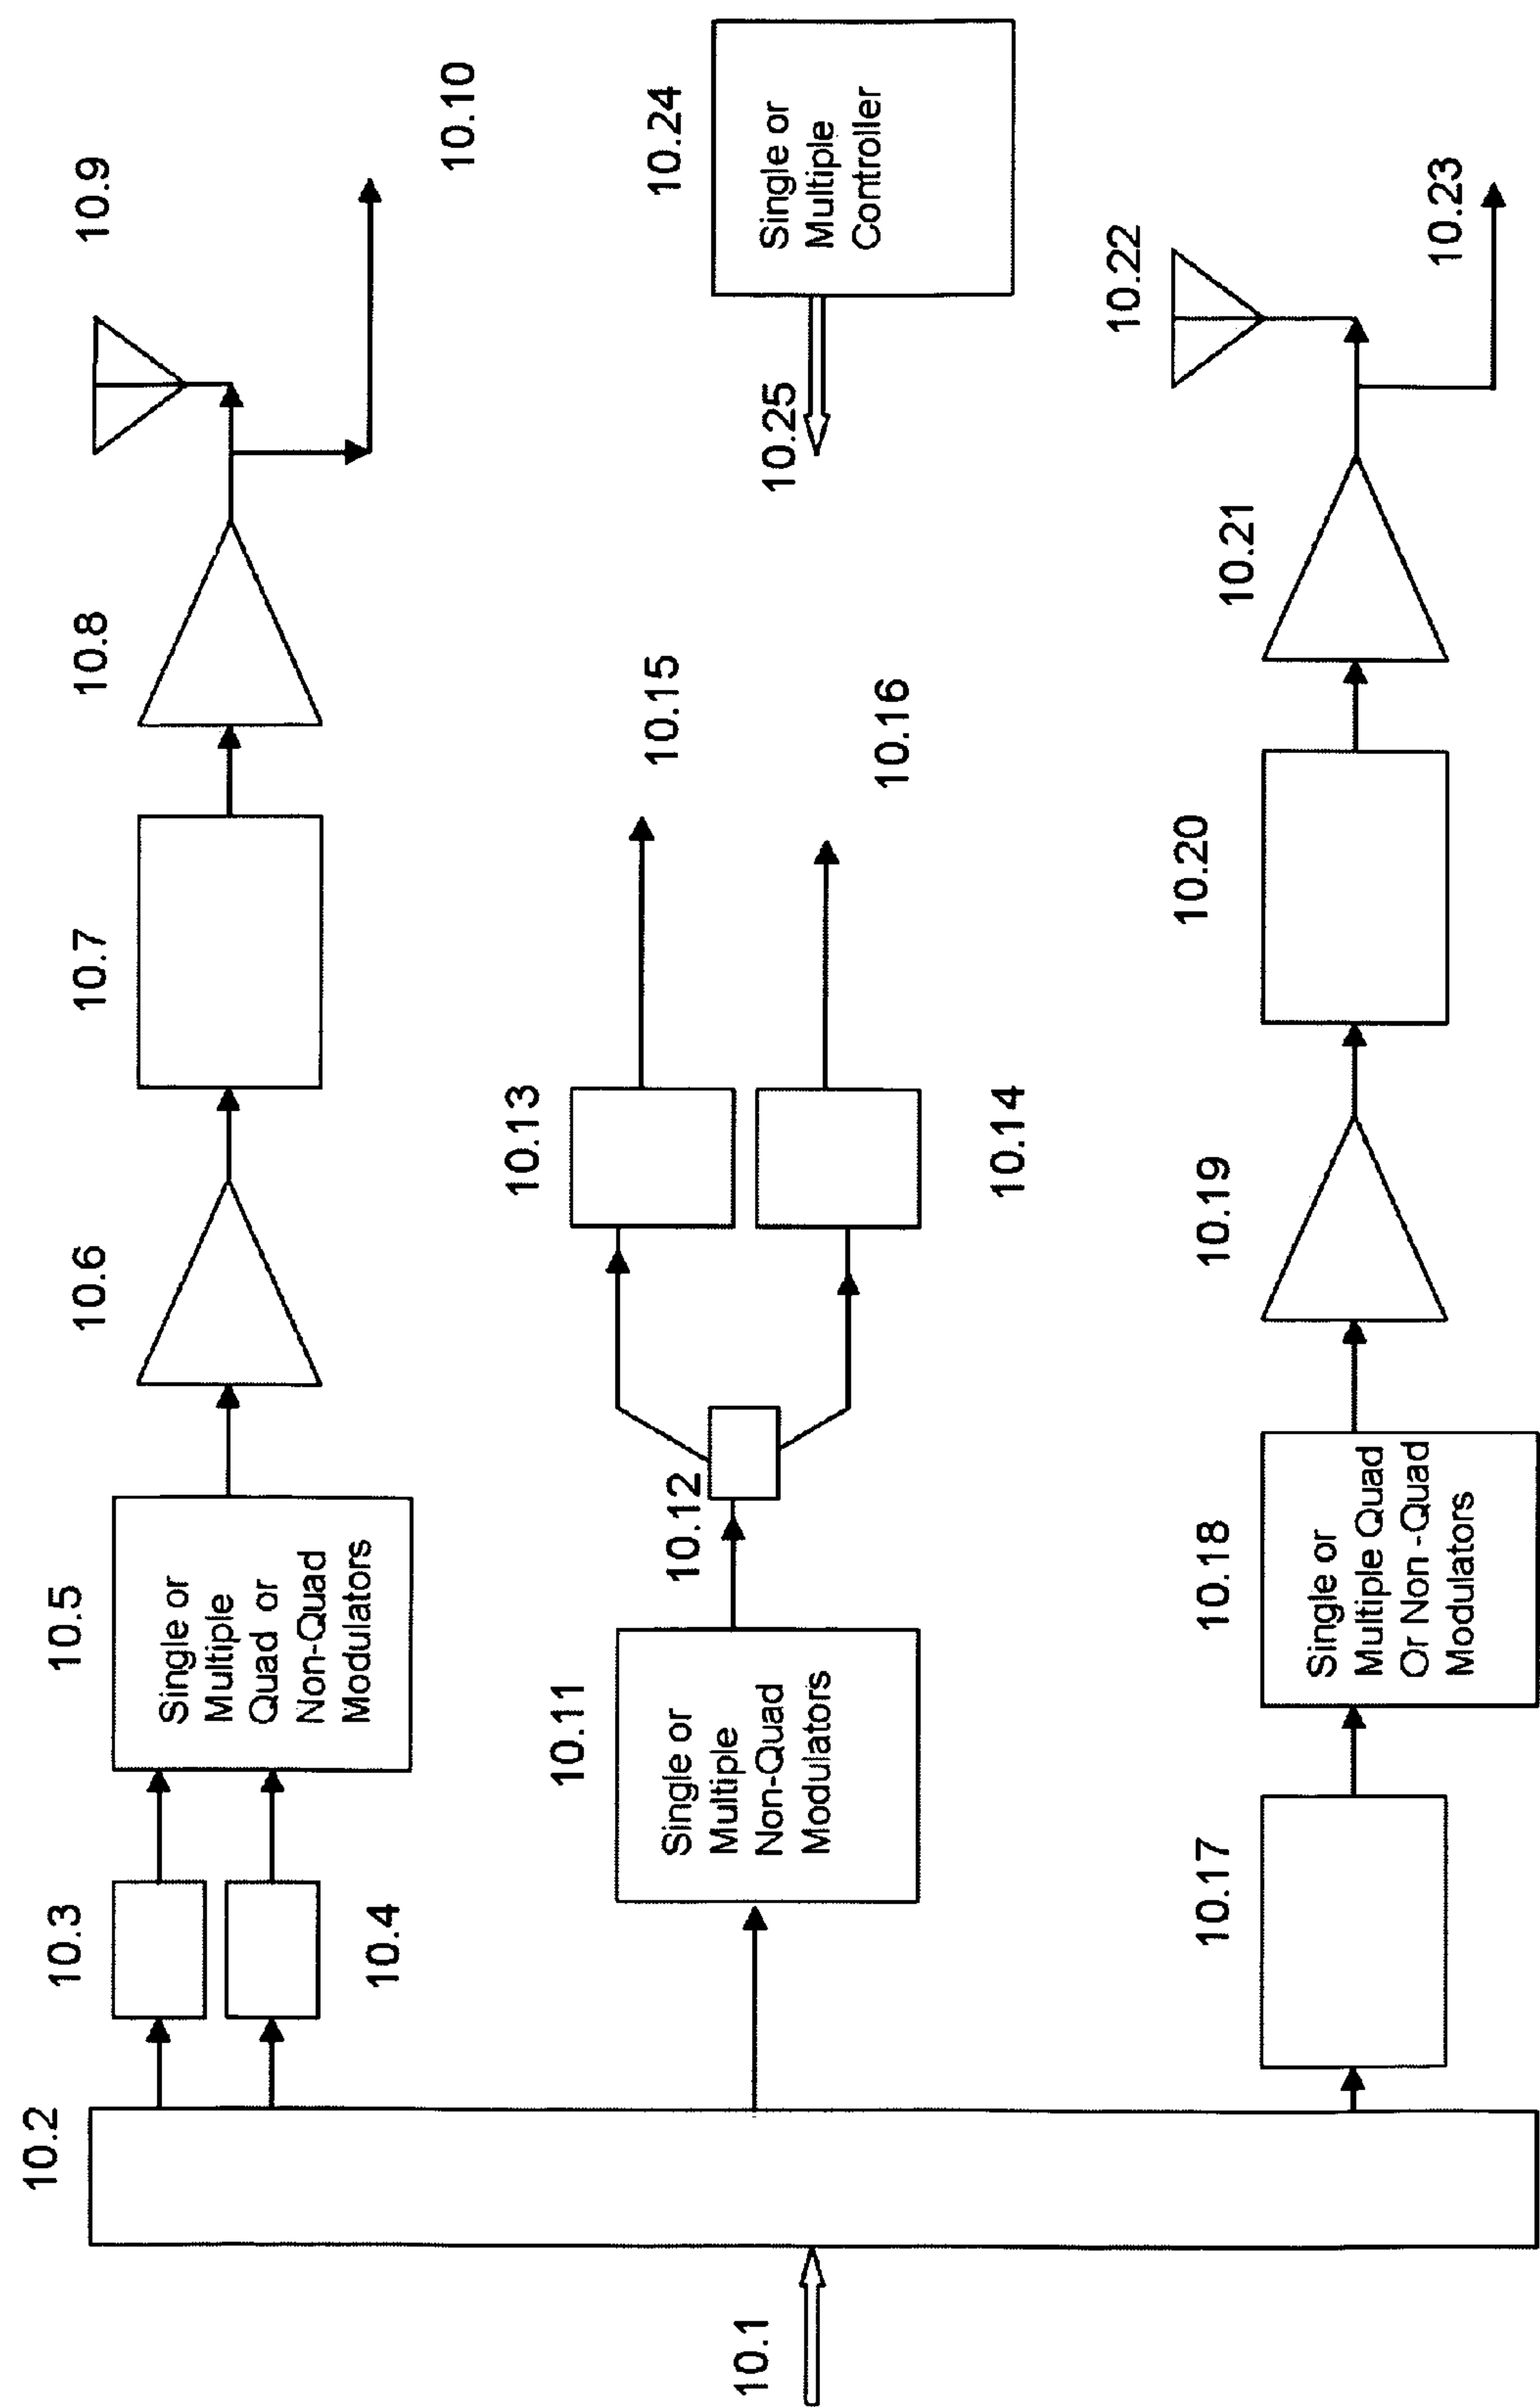 10.1
10.2
10.3
10.4
10.5
Single or
Multiple
Quad or
Non-Quad
Modulators
10.6
10.7
10.8
10.9
10.10
10.11
Single or
Multiple
Non-Quad
Modulators
10.12
10.13
10.14
10.15
10.16
10.17
10.18
Single or
Multiple Quad
Or Non -Quad
Modulators
10.19
10.20
10.21
10.22
10.23
10.24
Single or
Multiple
Controller
10.25